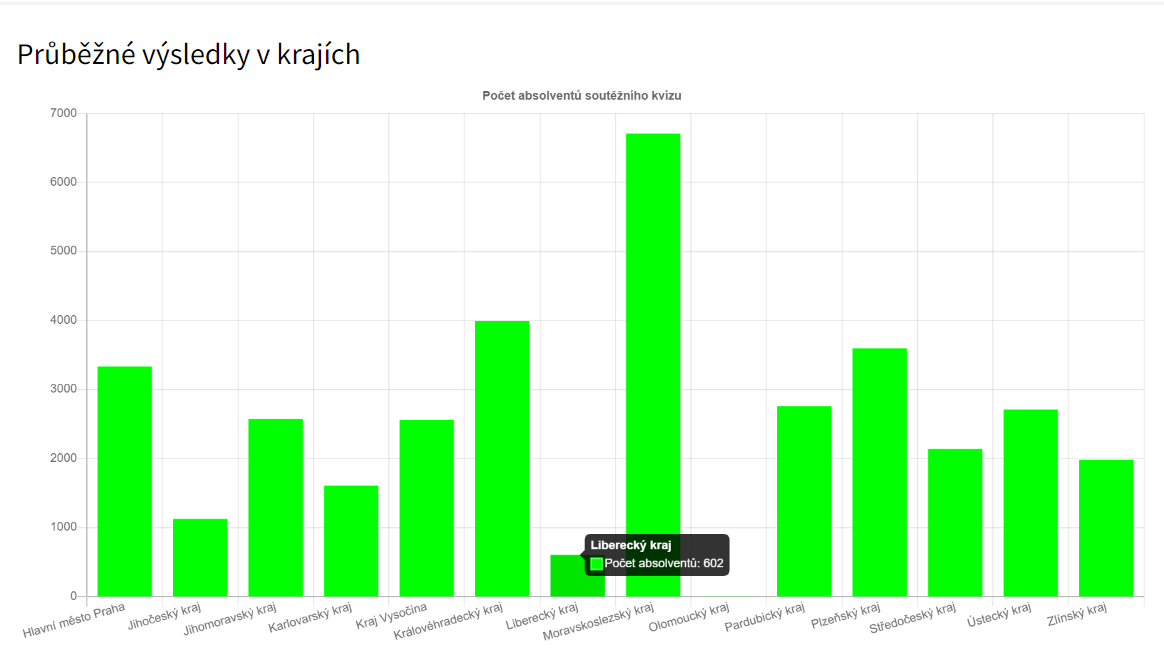 Průběžné výsledky v krajích
Počet absolventů soutěžního kvízu
7000
6000
5000
4000
3000
2000
1000
0
Liberecký kraj
Počet absolventů: 602
Hlavní město Praha
Jihočeský kraj
Jihomoravský kraj
Karlovarský kraj
Kraj Vysočina
Královéhradecký kraj
Liberecký kraj
Moravskoslezský kraj
Olomoucký kraj
Pardubický kraj
Plzeňský kraj
Středočeský kraj
Ústecký kraj
Zlínský kraj